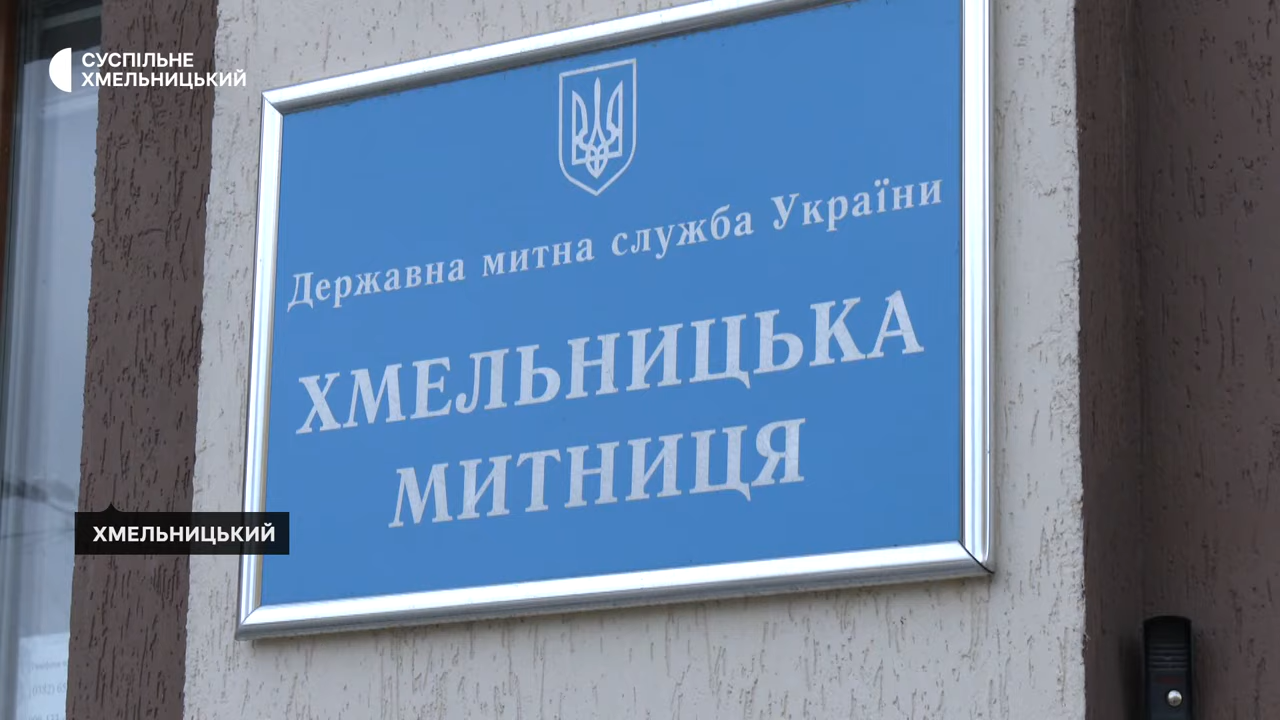 СУСПІЛЬНЕ
ХМЕЛЬНИЦЬКИЙ
Державна митна служба України
ХМЕЛЬНИЦЬКА
МИТНИЦЯ
ХМЕЛЬНИЦЬКИЙ